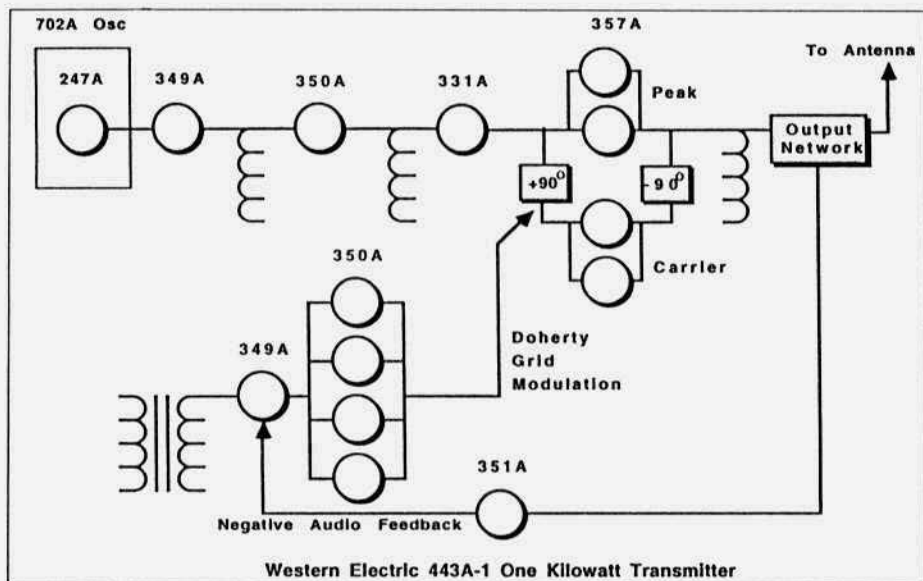 702A Osc
247A
349A
350A
331A
357A
Peak
To Antenna
Output
Network
+90°
-90°
Carrier
350A
349A
Doherty
Grid
Modulation
351A
Negative Audio Feedback
Western Electric 443A-1 One Kilowatt Transmitter